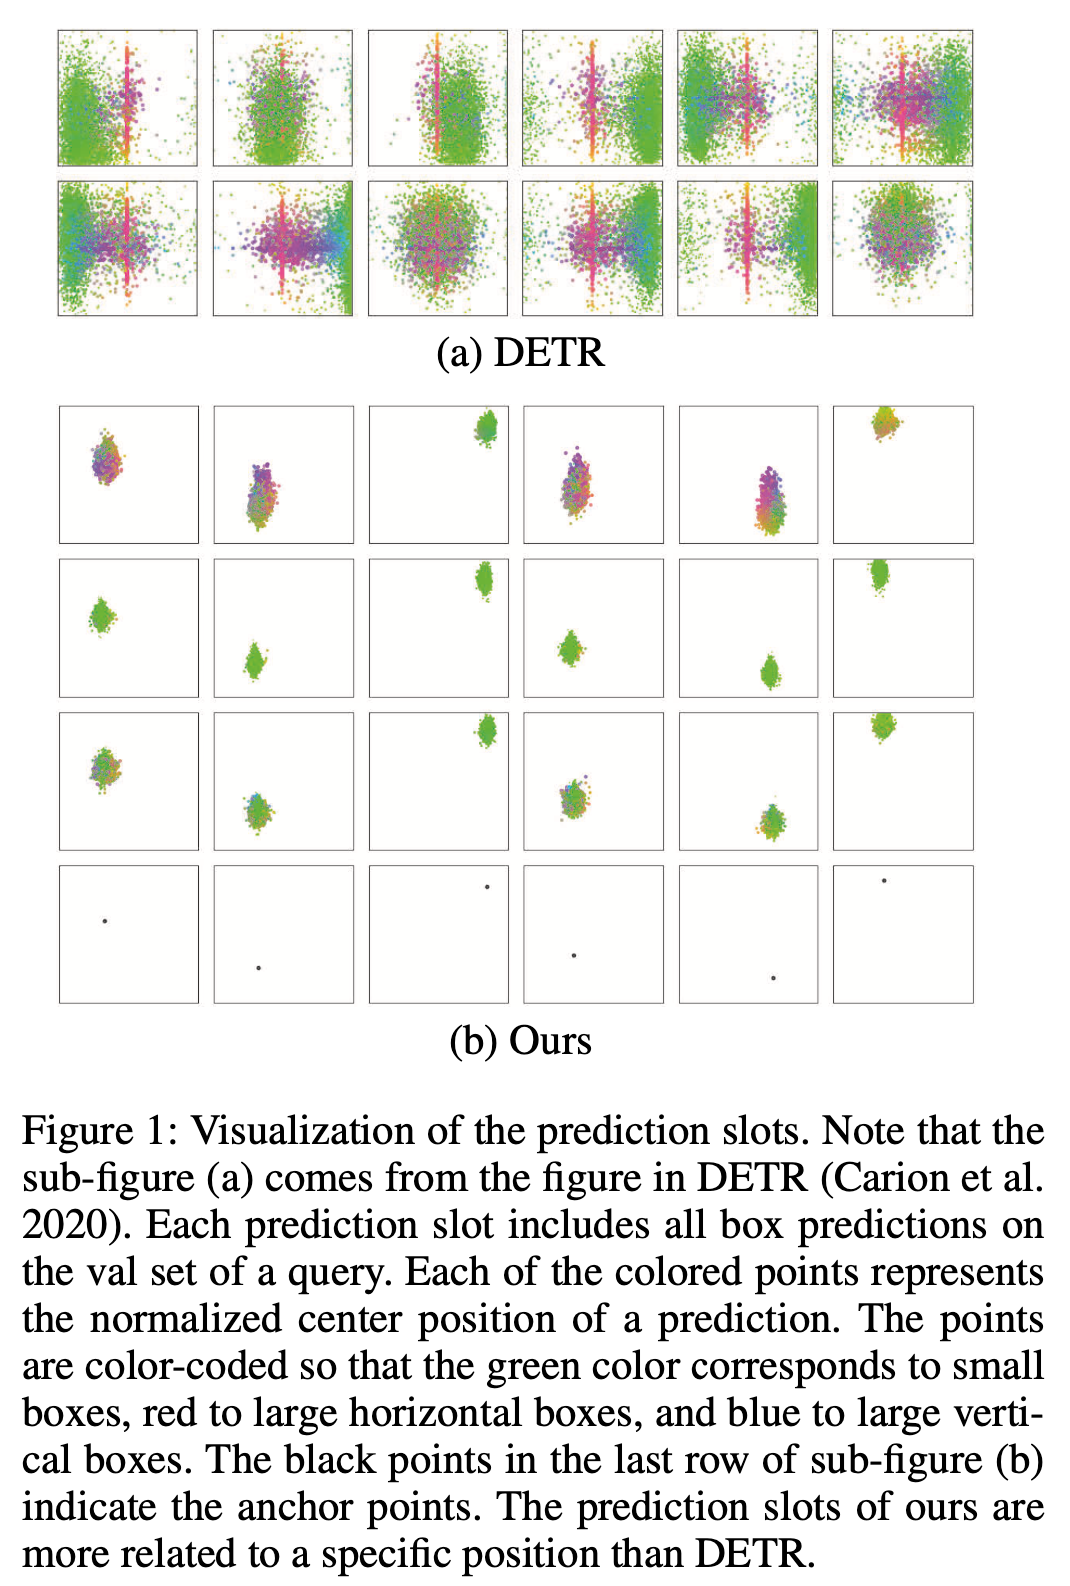 (a) DETR
(b) Ours
Figure 1: Visualization of the prediction slots. Note that the
sub-figure (a) comes from the figure in DETR (Carion et al.
2020). Each prediction slot includes all box predictions on
the val set of a query. Each of the colored points represents
the normalized center position of a prediction. The points
are color-coded so that the green color corresponds to small
boxes, red to large horizontal boxes, and blue to large verti-
cal boxes. The black points in the last row of sub-figure (b)
indicate the anchor points. The prediction slots of ours are
more related to a specific position than DETR.